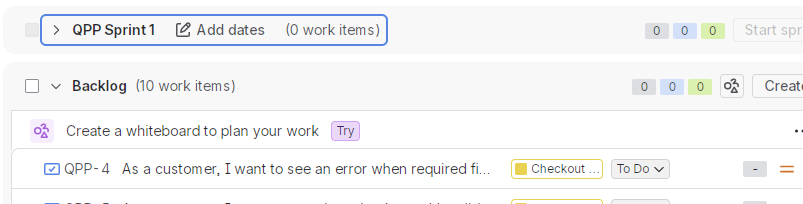 QPP Sprint 1 Add dates (0 work items) 0 0 0 Start spr
Backlog (10 work items) 0 0 0 Create
Create a whiteboard to plan your work Try
QPP-4 As a customer, I want to see an error when required fi... Checkout ... To Do -